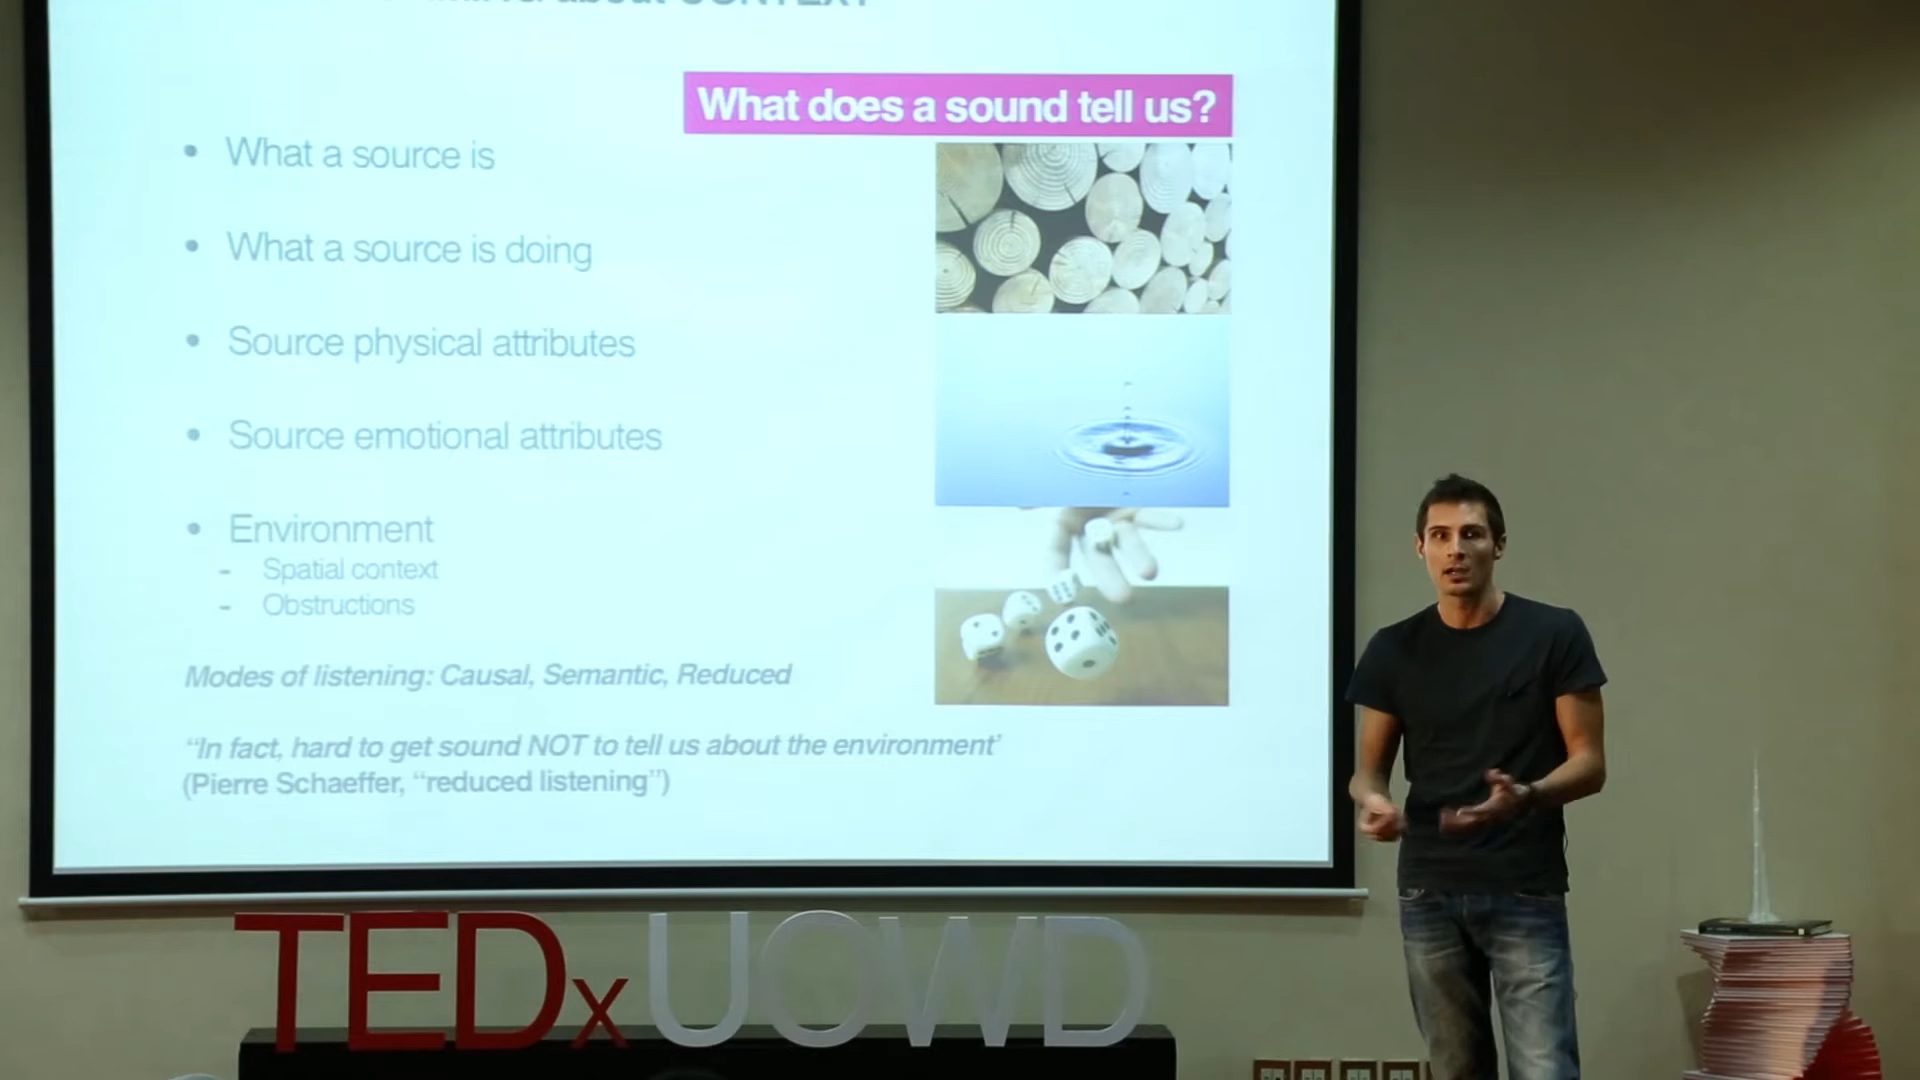 about CONTEXT
What does a sound tell us?
• What a source is
• What a source is doing
• Source physical attributes
• Source emotional attributes
• Environment
- Spatial context
- Obstructions
Modes of listening: Causal, Semantic, Reduced
“In fact, hard to get sound NOT to tell us about the environment’
(Pierre Schaeffer, “reduced listening”)
TEDxUOWD